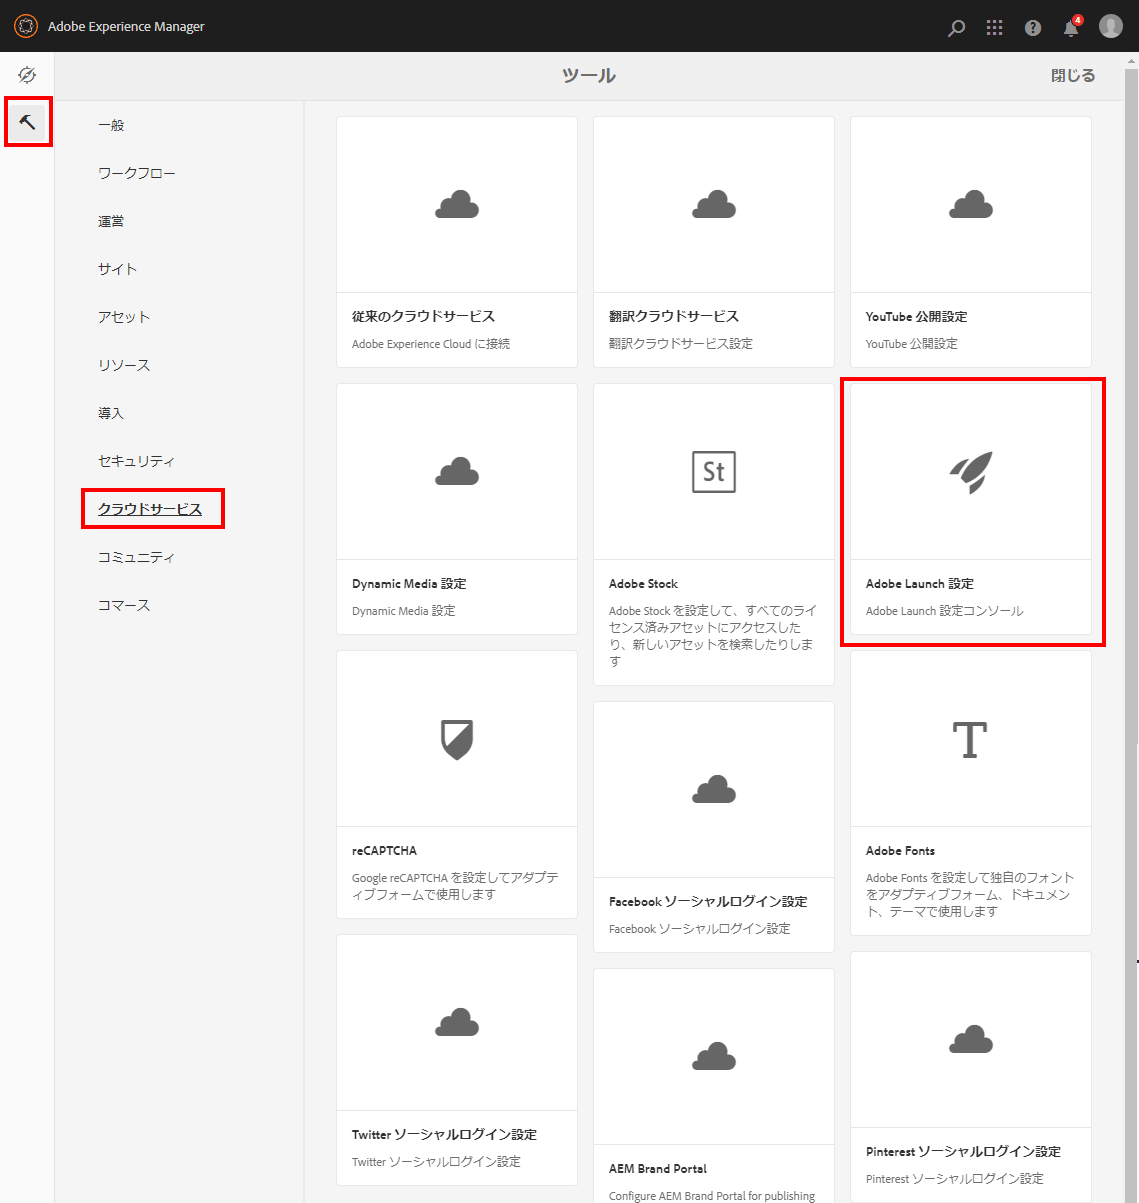 Adobe Experience Manager
4
ツール
閉じる
一般
ワークフロー
運営
サイト
アセット
リソース
導入
セキュリティ
クラウドサービス
コミュニティ
コマース
従来のクラウドサービス
Adobe Experience Cloud に接続
翻訳クラウドサービス
翻訳クラウドサービス設定
YouTube 公開設定
YouTube 公開設定
Dynamic Media 設定
Dynamic Media 設定
St
Adobe Stock
Adobe Stock を設定して、すべてのライ
センス済みアセットにアクセスした
り、新しいアセットを検索したりしま
す
Adobe Launch 設定
Adobe Launch 設定コンソール
reCAPTCHA
Google reCAPTCHA を設定してアダプテ
ィブフォームで使用します
Facebook ソーシャルログイン設定
Facebook ソーシャルログイン設定
T
Adobe Fonts
Adobe Fonts を設定して独自のフォント
をアダプティブフォーム、ドキュメン
ト、テーマで使用します
Twitter ソーシャルログイン設定
Twitter ソーシャルログイン設定
AEM Brand Portal
Configure AEM Brand Portal for publishing
Pinterest ソーシャルログイン設定
Pinterest ソーシャルログイン設定